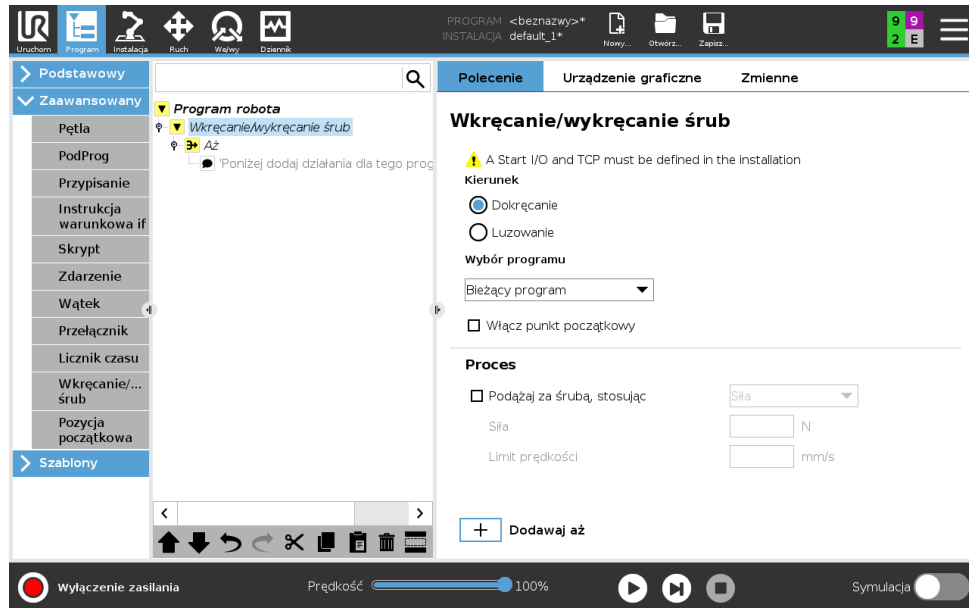 PROGRAM <beznazwy>*
INSTALACJA default_1*
Uruchom
Program
Instalacja
Ruch
We/wy
Dziennik
Nowy...
Otwórz...
Zapisz...
9 9
2 E
Podstawowy
Zaawansowany
Pętla
PodProg
Przypisanie
Instrukcja
warunkowa if
Skrypt
Zdarzenie
Wątek
Przełącznik
Licznik czasu
Wkręcanie/...
śrub
Pozycja
początkowa
Szablony
Program robota
Wkręcanie/wykręcanie śrub
Aż
'Poniżej dodaj działania dla tego prog
Polecenie
Urządzenie graficzne
Zmienne
Wkręcanie/wykręcanie śrub
A Start I/O and TCP must be defined in the installation
Kierunek
Dokręcanie
Luzowanie
Wybór programu
Bieżący program
Włącz punkt początkowy
Proces
Podążaj za śrubą, stosując
Siła
Siła
N
Limit prędkości
mm/s
Dodawaj aż
Wyłączenie zasilania
Prędkość
100%
Symulacja